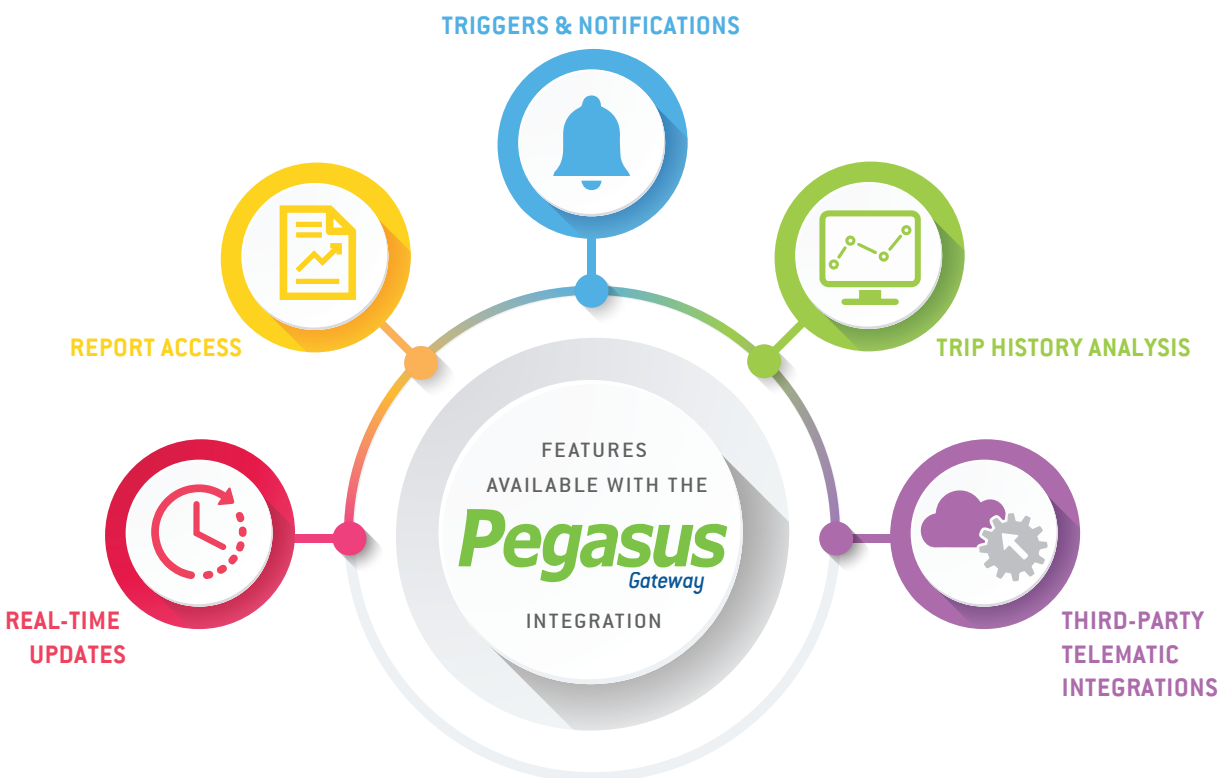 TRIGGERS & NOTIFICATIONS
REPORT ACCESS
TRIP HISTORY ANALYSIS
FEATURES
AVAILABLE WITH THE
Pegasus
Gateway
INTEGRATION
REAL-TIME
UPDATES
THIRD-PARTY
TELEMATIC
INTEGRATIONS